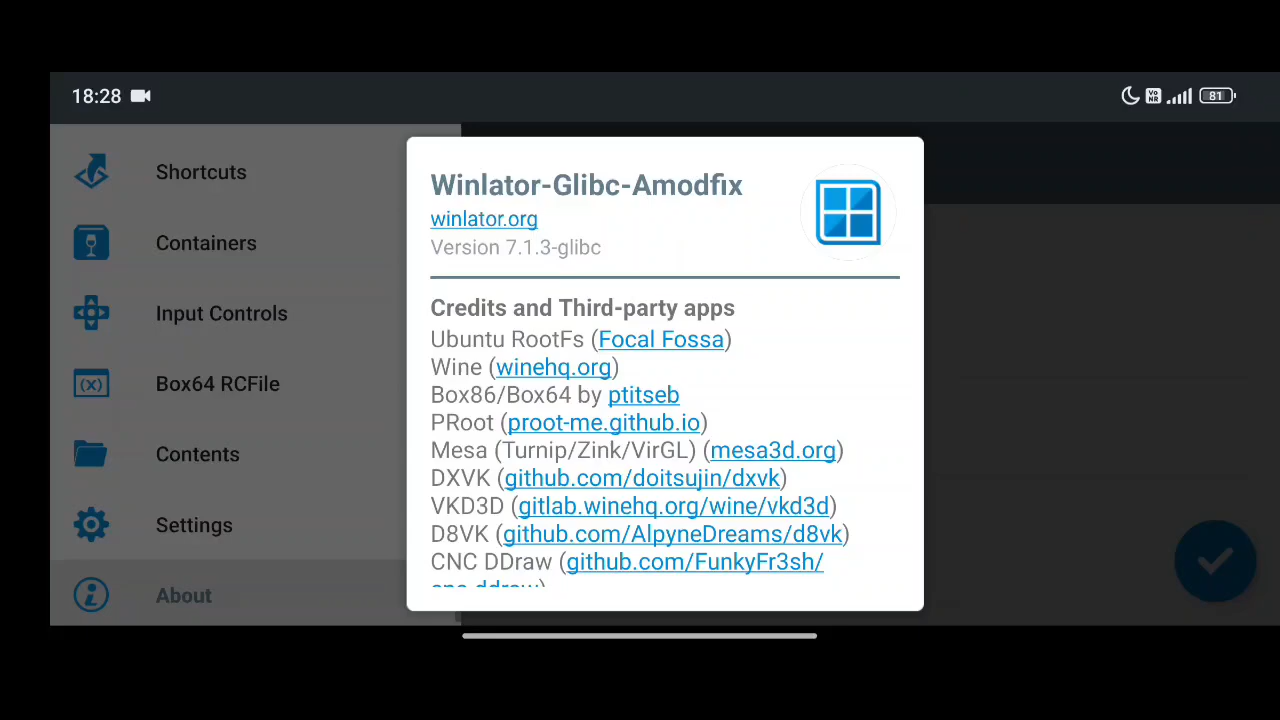 18:28
81
Shortcuts
Containers
Input Controls
Box64 RCFile
Contents
Settings
About
Winlator-Glibc-Amodfix
winlator.org
Version 7.1.3-glibc
Credits and Third-party apps
Ubuntu RootFs (Focal Fossa)
Wine (winehq.org)
Box86/Box64 by ptitseb
PRoot (proot-me.github.io)
Mesa (Turnip/Zink/VirGL) (mesa3d.org)
DXVK (github.com/doitsujin/dxvk)
VKD3D (gitlab.winehq.org/wine/vkd3d)
D8VK (github.com/AlpyneDreams/d8vk)
CNC DDraw (github.com/FunkyFr3sh/
cnc-ddraw)